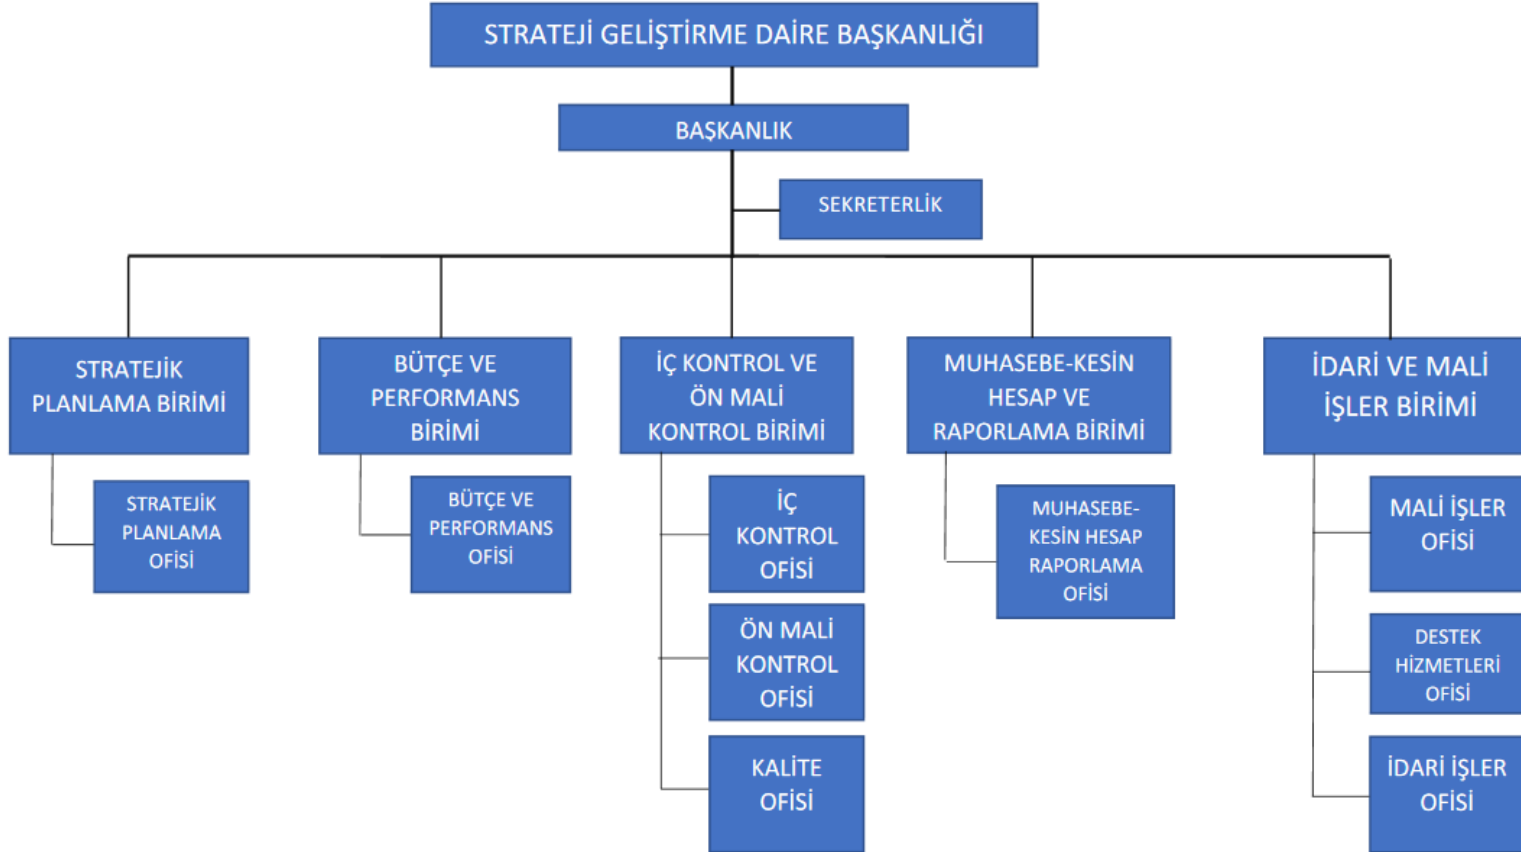 STRATEJİ GELİŞTİRME DAİRE BAŞKANLIĞI
BAŞKANLIK
SEKRETERLİK
STRATEJİK
PLANLAMA BİRİMİ
BÜTÇE VE
PERFORMANS
BİRİMİ
İÇ KONTROL VE
ÖN MALİ
KONTROL BİRİMİ
MUHASEBE-KESİN
HESAP VE
RAPORLAMA BİRİMİ
İDARİ VE MALİ
İŞLER BİRİMİ
STRATEJİK
PLANLAMA
OFİSİ
BÜTÇE VE
PERFORMANS
OFİSİ
İÇ
KONTROL
OFİSİ
ÖN MALİ
KONTROL
OFİSİ
KALİTE
OFİSİ
MUHASEBE-
KESİN HESAP
RAPORLAMA
OFİSİ
MALİ İŞLER
OFİSİ
DESTEK
HİZMETLERİ
OFİSİ
İDARİ İŞLER
OFİSİ